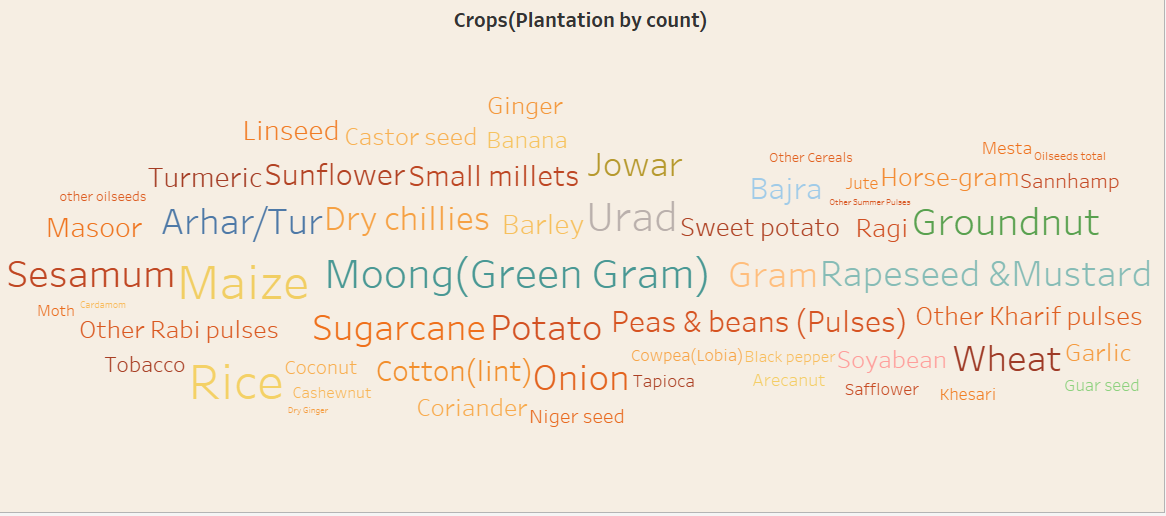 Crops(Plantation by count)
Ginger
Linseed Castor seed Banana
Jowar
Other Cereals Mesta Oilseeds total
Turmeric Sunflower Small millets
Bajra Jute Horse-gram Sannhamp
other oilseeds Other Summer Pulses
Masoor Arhar/Tur Dry chillies Barley Urad Sweet potato Ragi Groundnut
Sesamum Maize Moong(Green Gram) Gram Rapeseed &Mustard
Moth Cardamom
Other Rabi pulses Sugarcane Potato Peas & beans (Pulses) Other Kharif pulses
Tobacco Rice Coconut Cotton(lint) Onion Cowpea(Lobia) Black pepper Soyabean Wheat Garlic
Cashewnut Tapioca Arecanut Safflower Khesari Guar seed
Dry Ginger Coriander Niger seed